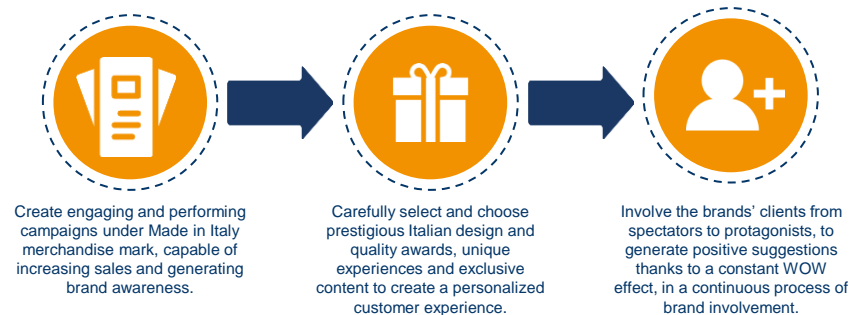 Create engaging and performing
campaigns under Made in Italy
merchandise mark, capable of
increasing sales and generating
brand awareness.
Carefully select and choose
prestigious Italian design and
quality awards, unique
experiences and exclusive
content to create a personalized
customer experience.
Involve the brands’ clients from
spectators to protagonists, to
generate positive suggestions
thanks to a constant WOW
effect, in a continuous process of
brand involvement.